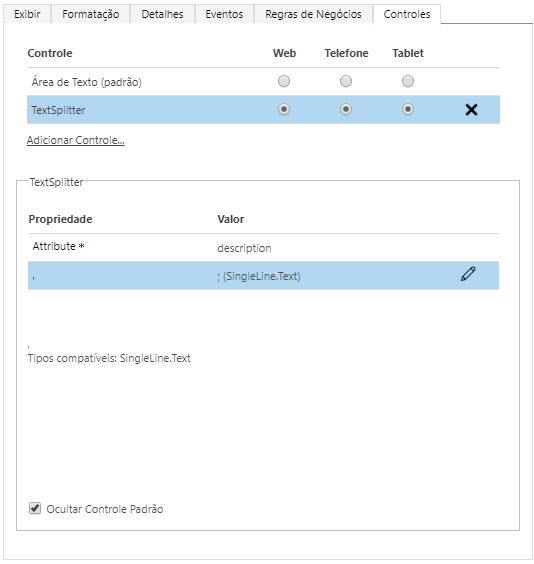 Exibir Formatação Detalhes Eventos Regras de Negócios Controles
Controle Web Telefone Tablet
Área de Texto (padrão)
TextSplitter
Adicionar Controle...
TextSplitter
Propriedade Valor
Attribute * description
, ; (SingleLine.Text)
,
Tipos compatíveis: SingleLine.Text
Ocultar Controle Padrão